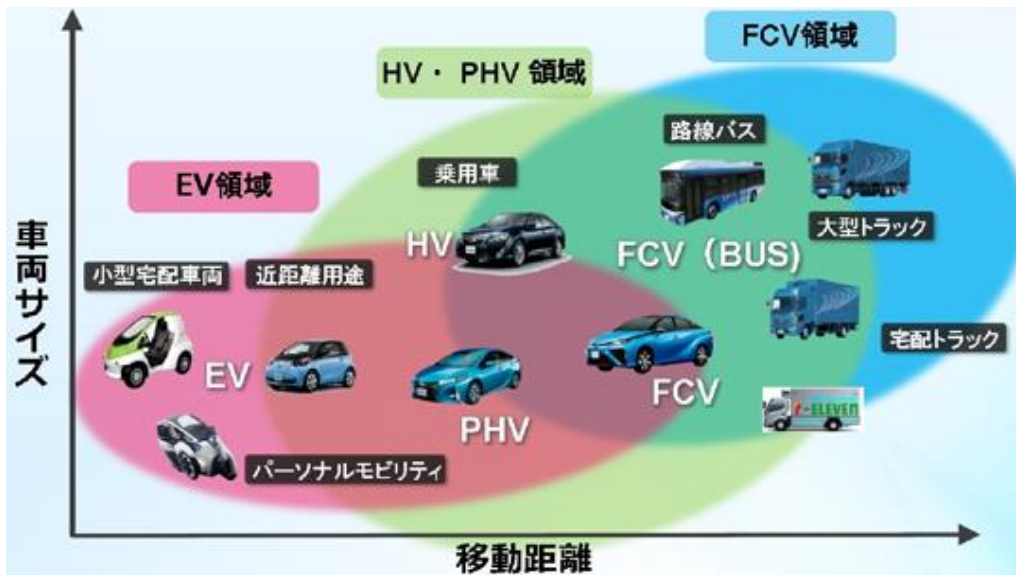 FCV領域
HV・PHV 領域
EV領域
路線バス
乗用車
大型トラック
HV
FCV（BUS)
小型宅配車両
近距離用途
宅配トラック
EV
PHV
FCV
-ELEVEN
パーソナルモビリティ
車両サイズ
移動距離